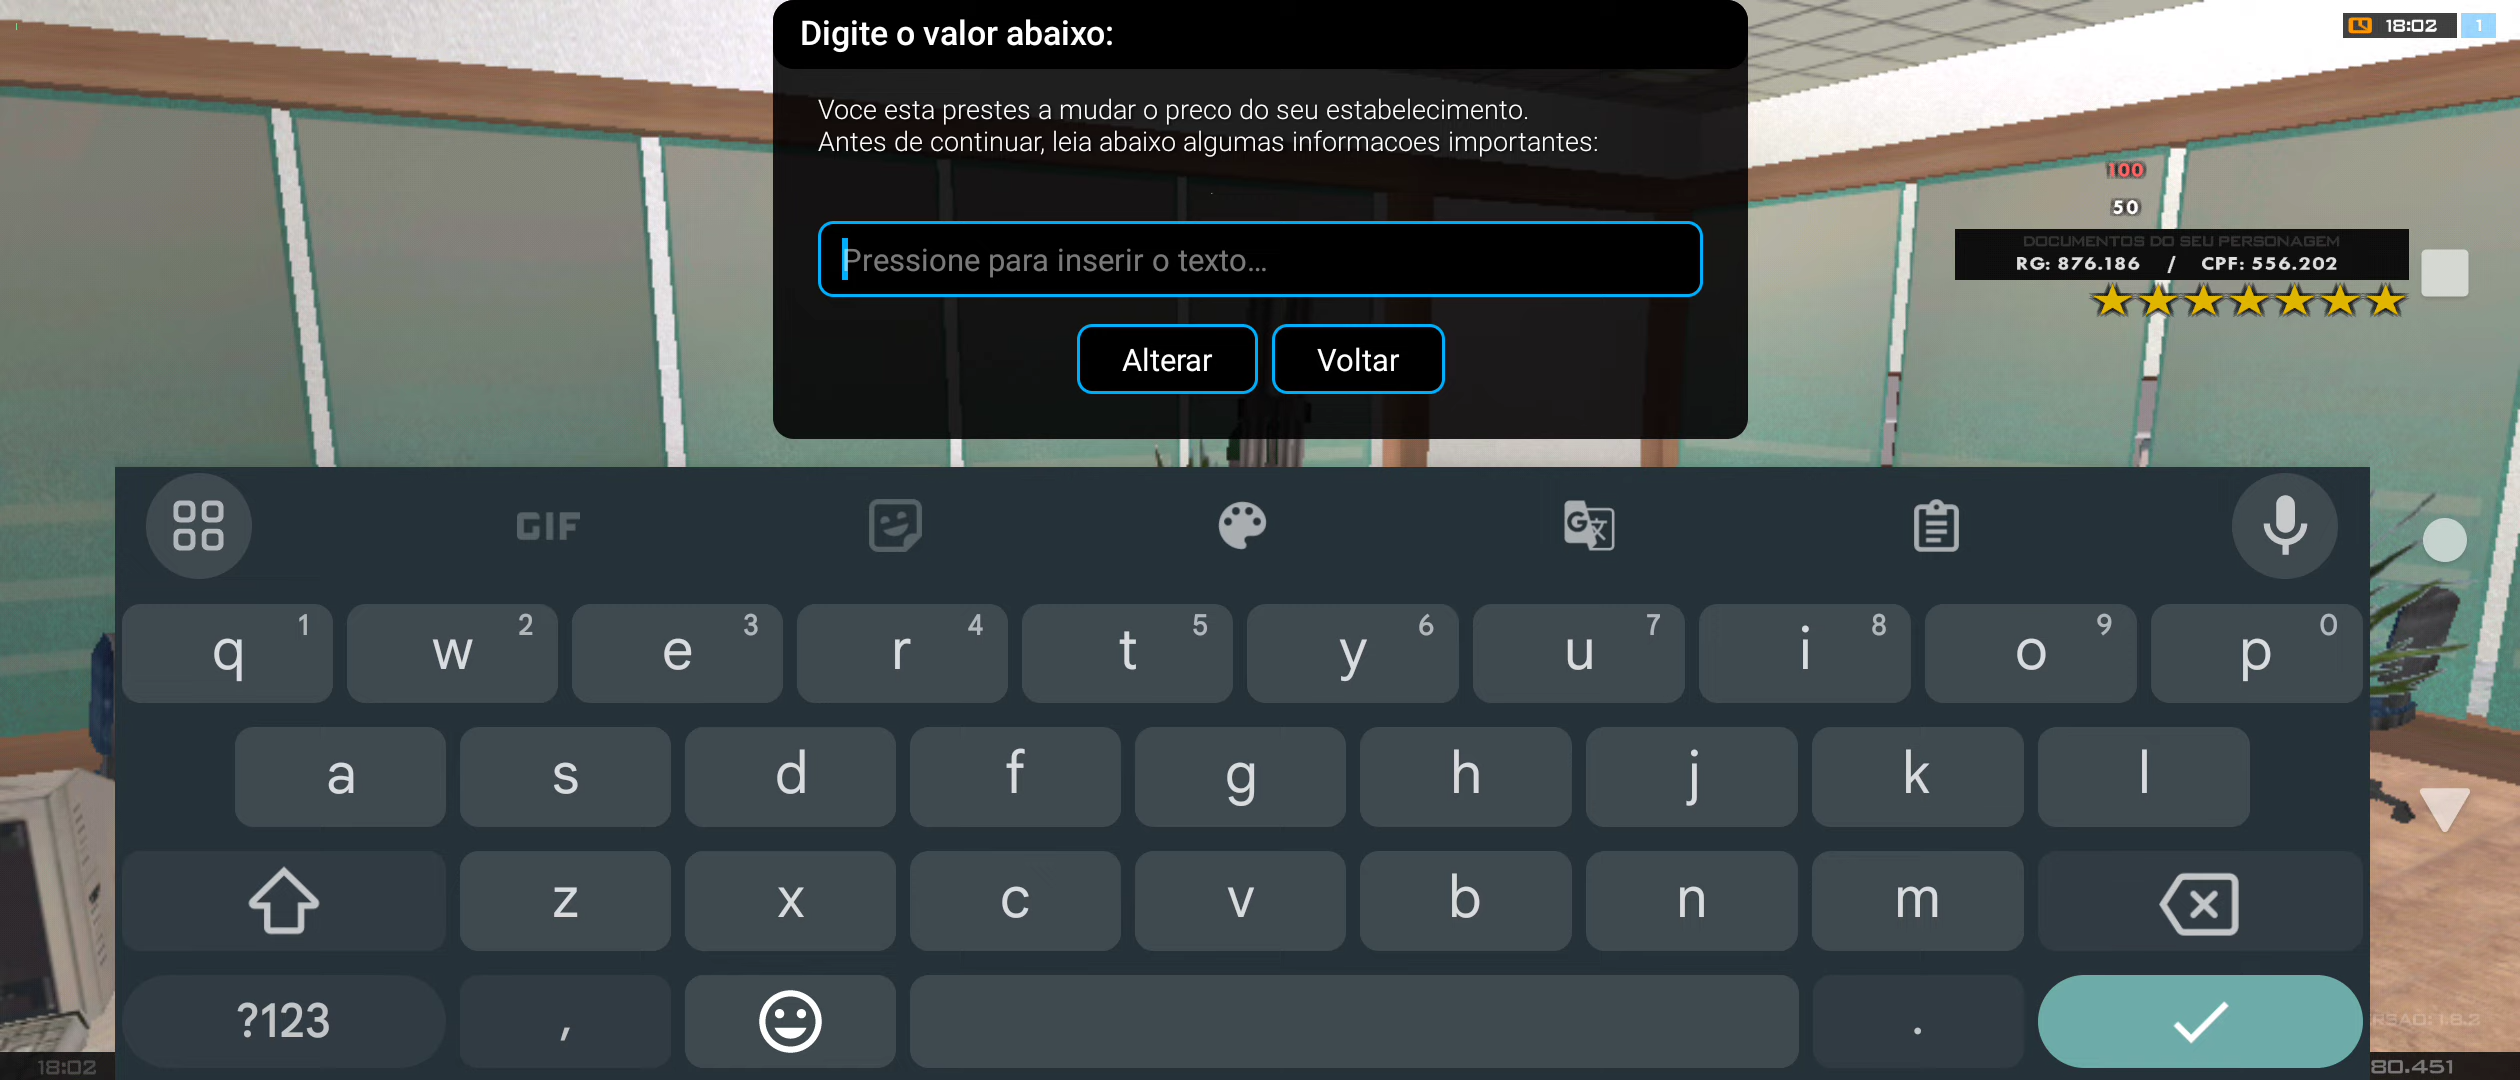 Digite o valor abaixo:
18:02
1
Voce esta prestes a mudar o preco do seu estabelecimento.
Antes de continuar, leia abaixo algumas informacoes importantes:
100
50
DOCUMENTOS DO SEU PERSONAGEM
RG: 876.186 / CPF: 556.202
Pressione para inserir o texto...
Alterar Voltar
GIF
1 2 3 4 5 6 7 8 9 0
q w e r t y u i o p
a s d f g h j k l
z x c v b n m
?123 , .
18:02
80.451